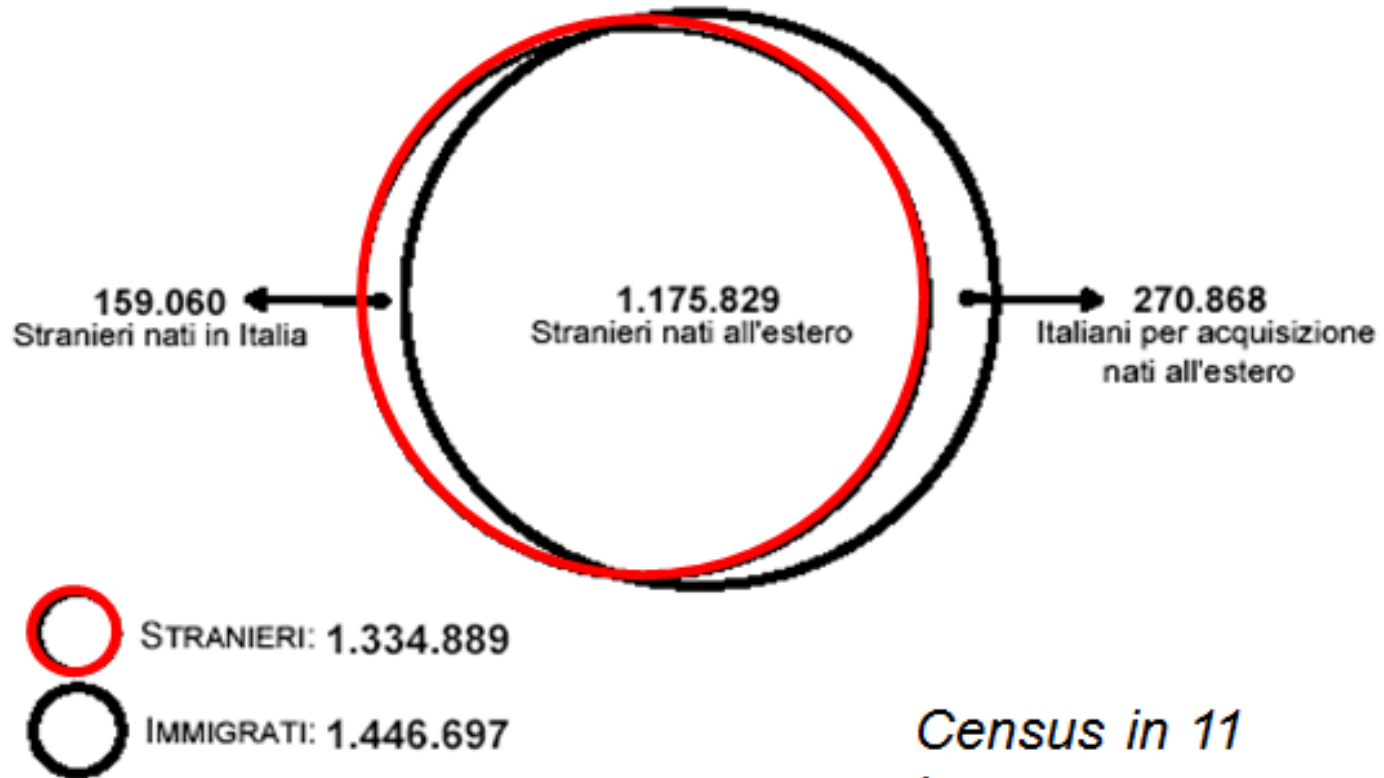 159.060
Stranieri nati in Italia
1.175.829
Stranieri nati all'estero
270.868
Italiani per acquisizione
nati all'estero
STRANIERI: 1.334.889
IMMIGRATI: 1.446.697
Census in 11